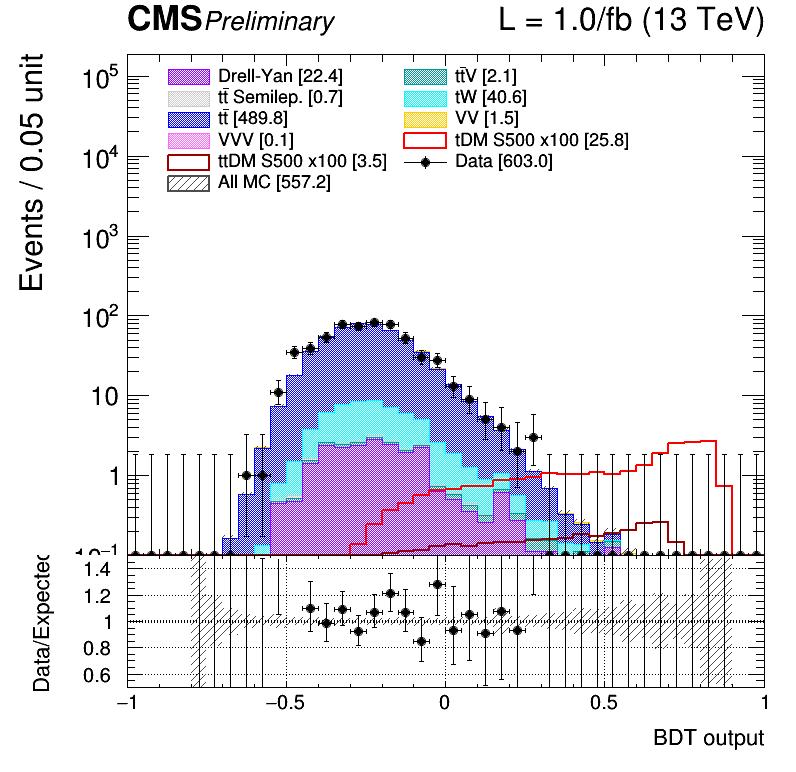 CMS Preliminary L = 1.0/fb (13 TeV)
Events / 0.05 unit
10⁵
10⁴
10³
10²
10
1
10⁻¹
Drell-Yan [22.4] tt̄V [2.1]
tt̄ Semilep. [0.7] tW [40.6]
tt̄ [489.8] VV [1.5]
VVV [0.1] tDM S500 x100 [25.8]
ttDM S500 x100 [3.5] Data [603.0]
All MC [557.2]
Data/Expected
1.4
1.2
1
0.8
0.6
−1 −0.5 0 0.5 1
BDT output